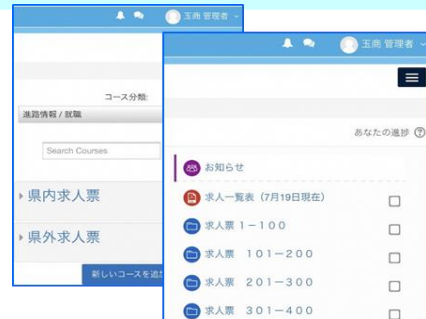 玉商 管理者
コース分類:
進路情報 / 就職
Search Courses
県内求人票
県外求人票
新しいコースを追
玉商 管理者
あなたの進捗
お知らせ
求人一覧表（7月19日現在）
求人票 1－100
求人票 101－200
求人票 201－300
求人票 301－400